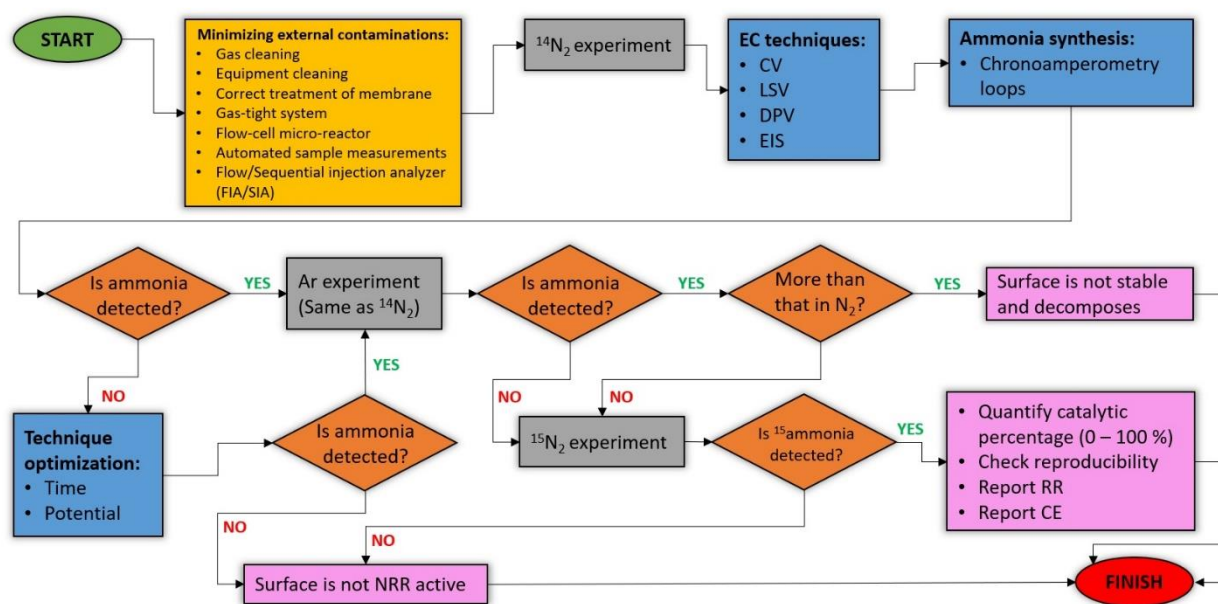 START
Minimizing external contaminations:
• Gas cleaning
• Equipment cleaning
• Correct treatment of membrane
• Gas-tight system
• Flow-cell micro-reactor
• Automated sample measurements
• Flow/Sequential injection analyzer
(FIA/SIA)
¹⁴N₂ experiment
EC techniques:
• CV
• LSV
• DPV
• EIS
Ammonia synthesis:
• Chronoamperometry
loops
Is ammonia
detected?
YES
Ar experiment
(Same as ¹⁴N₂)
Is ammonia
detected?
YES
More than
that in N₂?
YES
Surface is not stable
and decomposes
NO
YES
NO
NO
Technique
optimization:
• Time
• Potential
Is ammonia
detected?
¹⁵N₂ experiment
Is ¹⁵ammonia
detected?
YES
• Quantify catalytic
percentage (0 – 100 %)
• Check reproducibility
• Report RR
• Report CE
NO
NO
Surface is not NRR active
FINISH